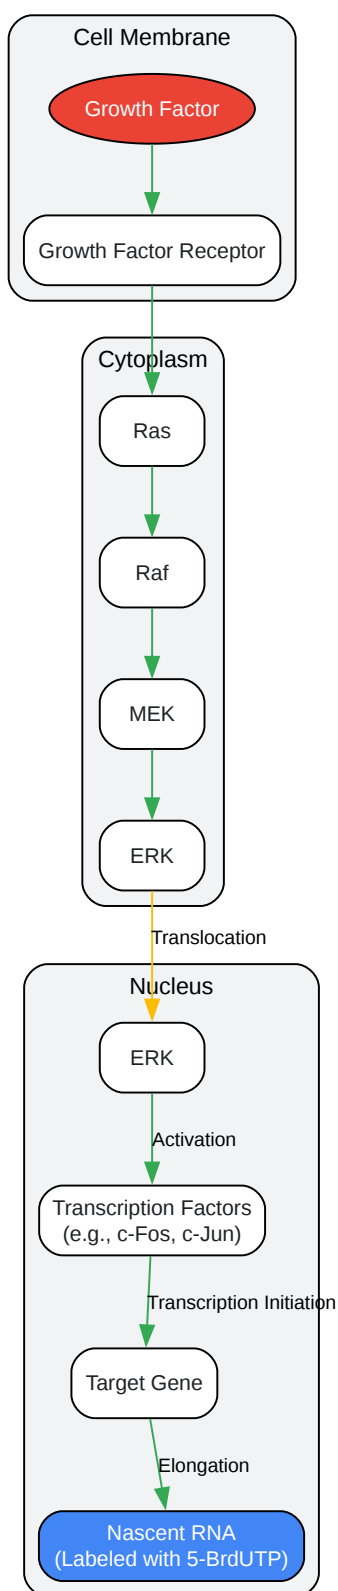 Cell Membrane
Growth Factor
Growth Factor Receptor
Cytoplasm
Ras
Raf
MEK
ERK
Translocation
Nucleus
ERK
Activation
Transcription Factors
(e.g., c-Fos, c-Jun)
Transcription Initiation
Target Gene
Elongation
Nascent RNA
(Labeled with 5-BrdUTP)